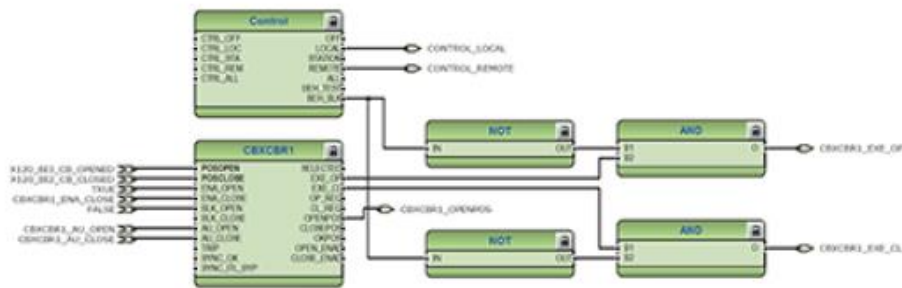 Control
CTRL_OFF OFF
CTRL_LOC LOCAL CONTROL_LOCAL
CTRL_STA STATION
CTRL_REM REMOTE CONTROL_REMOTE
CTRL_ALL ALL
BEH_TEST
BEH_BLK
NOT AND
IN OUT B1 O CBXCBR1_EXE_OP
B2
CBXCBR1
X120_BI1_CB_OPENED POSOPEN SELECTED
X120_BI2_CB_CLOSED POSCLOSE EXE_OP
TRUE ENA_OPEN EXE_CL
CBXCBR1_ENA_CLOSE ENA_CLOSE OP_REQ
FALSE BLK_OPEN CL_REQ
BLK_CLOSE OPENPOS CBXCBR1_OPENPOS
CBXCBR1_AU_OPEN AU_OPEN CLOSEPOS
CBXCBR1_AU_CLOSE AU_CLOSE OKPOS
TRIP OPEN_ENAD
SYNC_OK CLOSE_ENAD
SYNC_ITL_BYP
NOT AND
IN OUT B1 O CBXCBR1_EXE_CL
B2